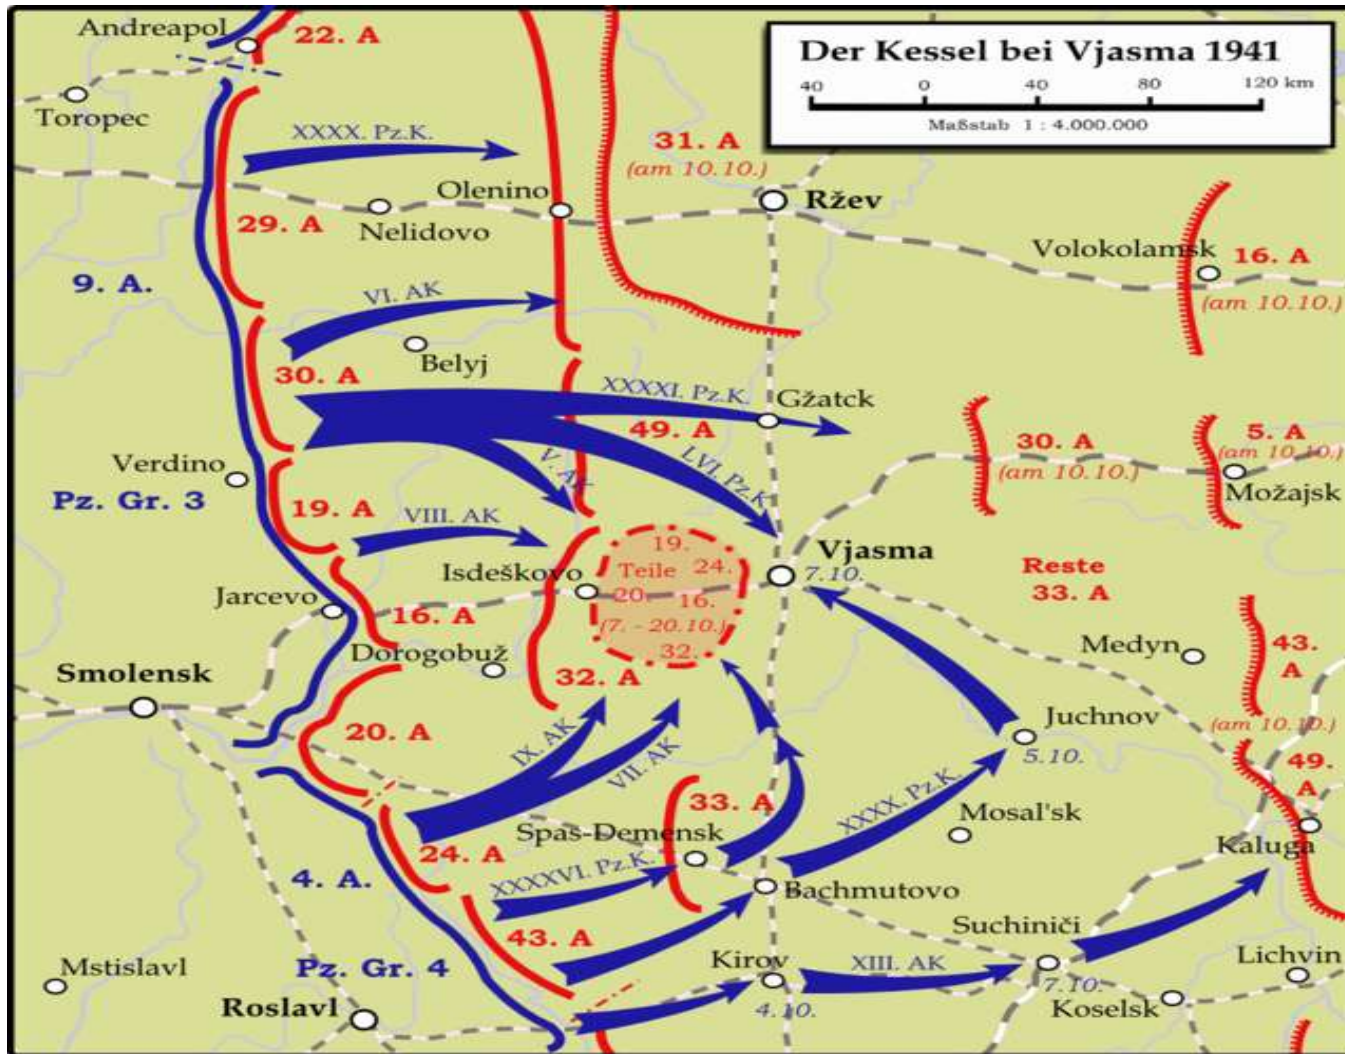 Der Kessel bei Vjasma 1941
40 0 40 80 120 km
Maßstab 1 : 4.000.000
Andreapol
22. A
Toropec
XXXX. Pz.K.
31. A
(am 10.10.)
Olenino
Ržev
Nelidovo
29. A
Volokolamsk
16. A
(am 10.10.)
9. A.
VI. AK
Belyj
30. A
XXXXI. Pz.K.
Gžatck
49. A
30. A
(am 10.10.)
5. A
(am 10.10.)
Možajsk
Verdino
Pz. Gr. 3
V. AK
LVI. Pz.K
19. A
VIII. AK
Vjasma
7.10.
Isdeškovo
19.
Teile 24.
20. 16.
(7. - 20.10.)
32.
Reste
33. A
Jarcevo
16. A
Dorogobuž
32. A
Medyn
43.
A
(am 10.10.)
Smolensk
20. A
IX. AK
VII. AK
Juchnov
5.10.
49.
A
33. A
XXXX. Pz.K.
Spas-Demensk
Mosal'sk
Kaluga
24. A
4. A.
XXXXVI. Pz.K.
Bachmutovo
43. A
Suchiniči
7.10.
Mstislavl
Pz. Gr. 4
Kirov
4.10.
XIII. AK
Lichvin
Koselsk
Roslavl